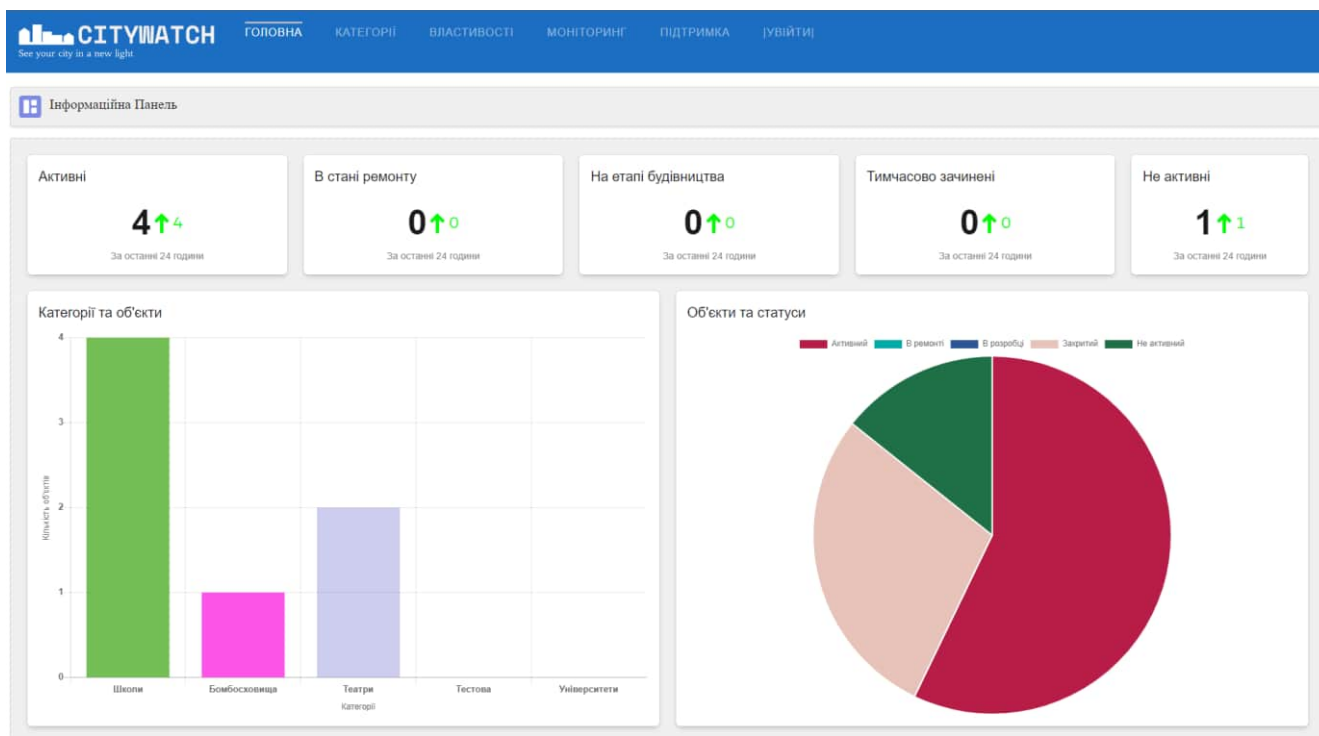 CITYWATCH
See your city in a new light
ГОЛОВНА КАТЕГОРІЇ ВЛАСТИВОСТІ МОНІТОРИНГ ПІДТРИМКА |УВІЙТИ|
Інформаційна Панель
Активні
4 4
За останні 24 години
В стані ремонту
0 0
За останні 24 години
На етапі будівництва
0 0
За останні 24 години
Тимчасово зачинені
0 0
За останні 24 години
Не активні
1 1
За останні 24 години
Категорії та об'єкти
4
3
2
1
0
Кількість об'єктів
Школи Бомбосховища Театри Тестова Університети
Категорії
Об'єкти та статуси
Активний В ремонті В розробці Закритий Не активний